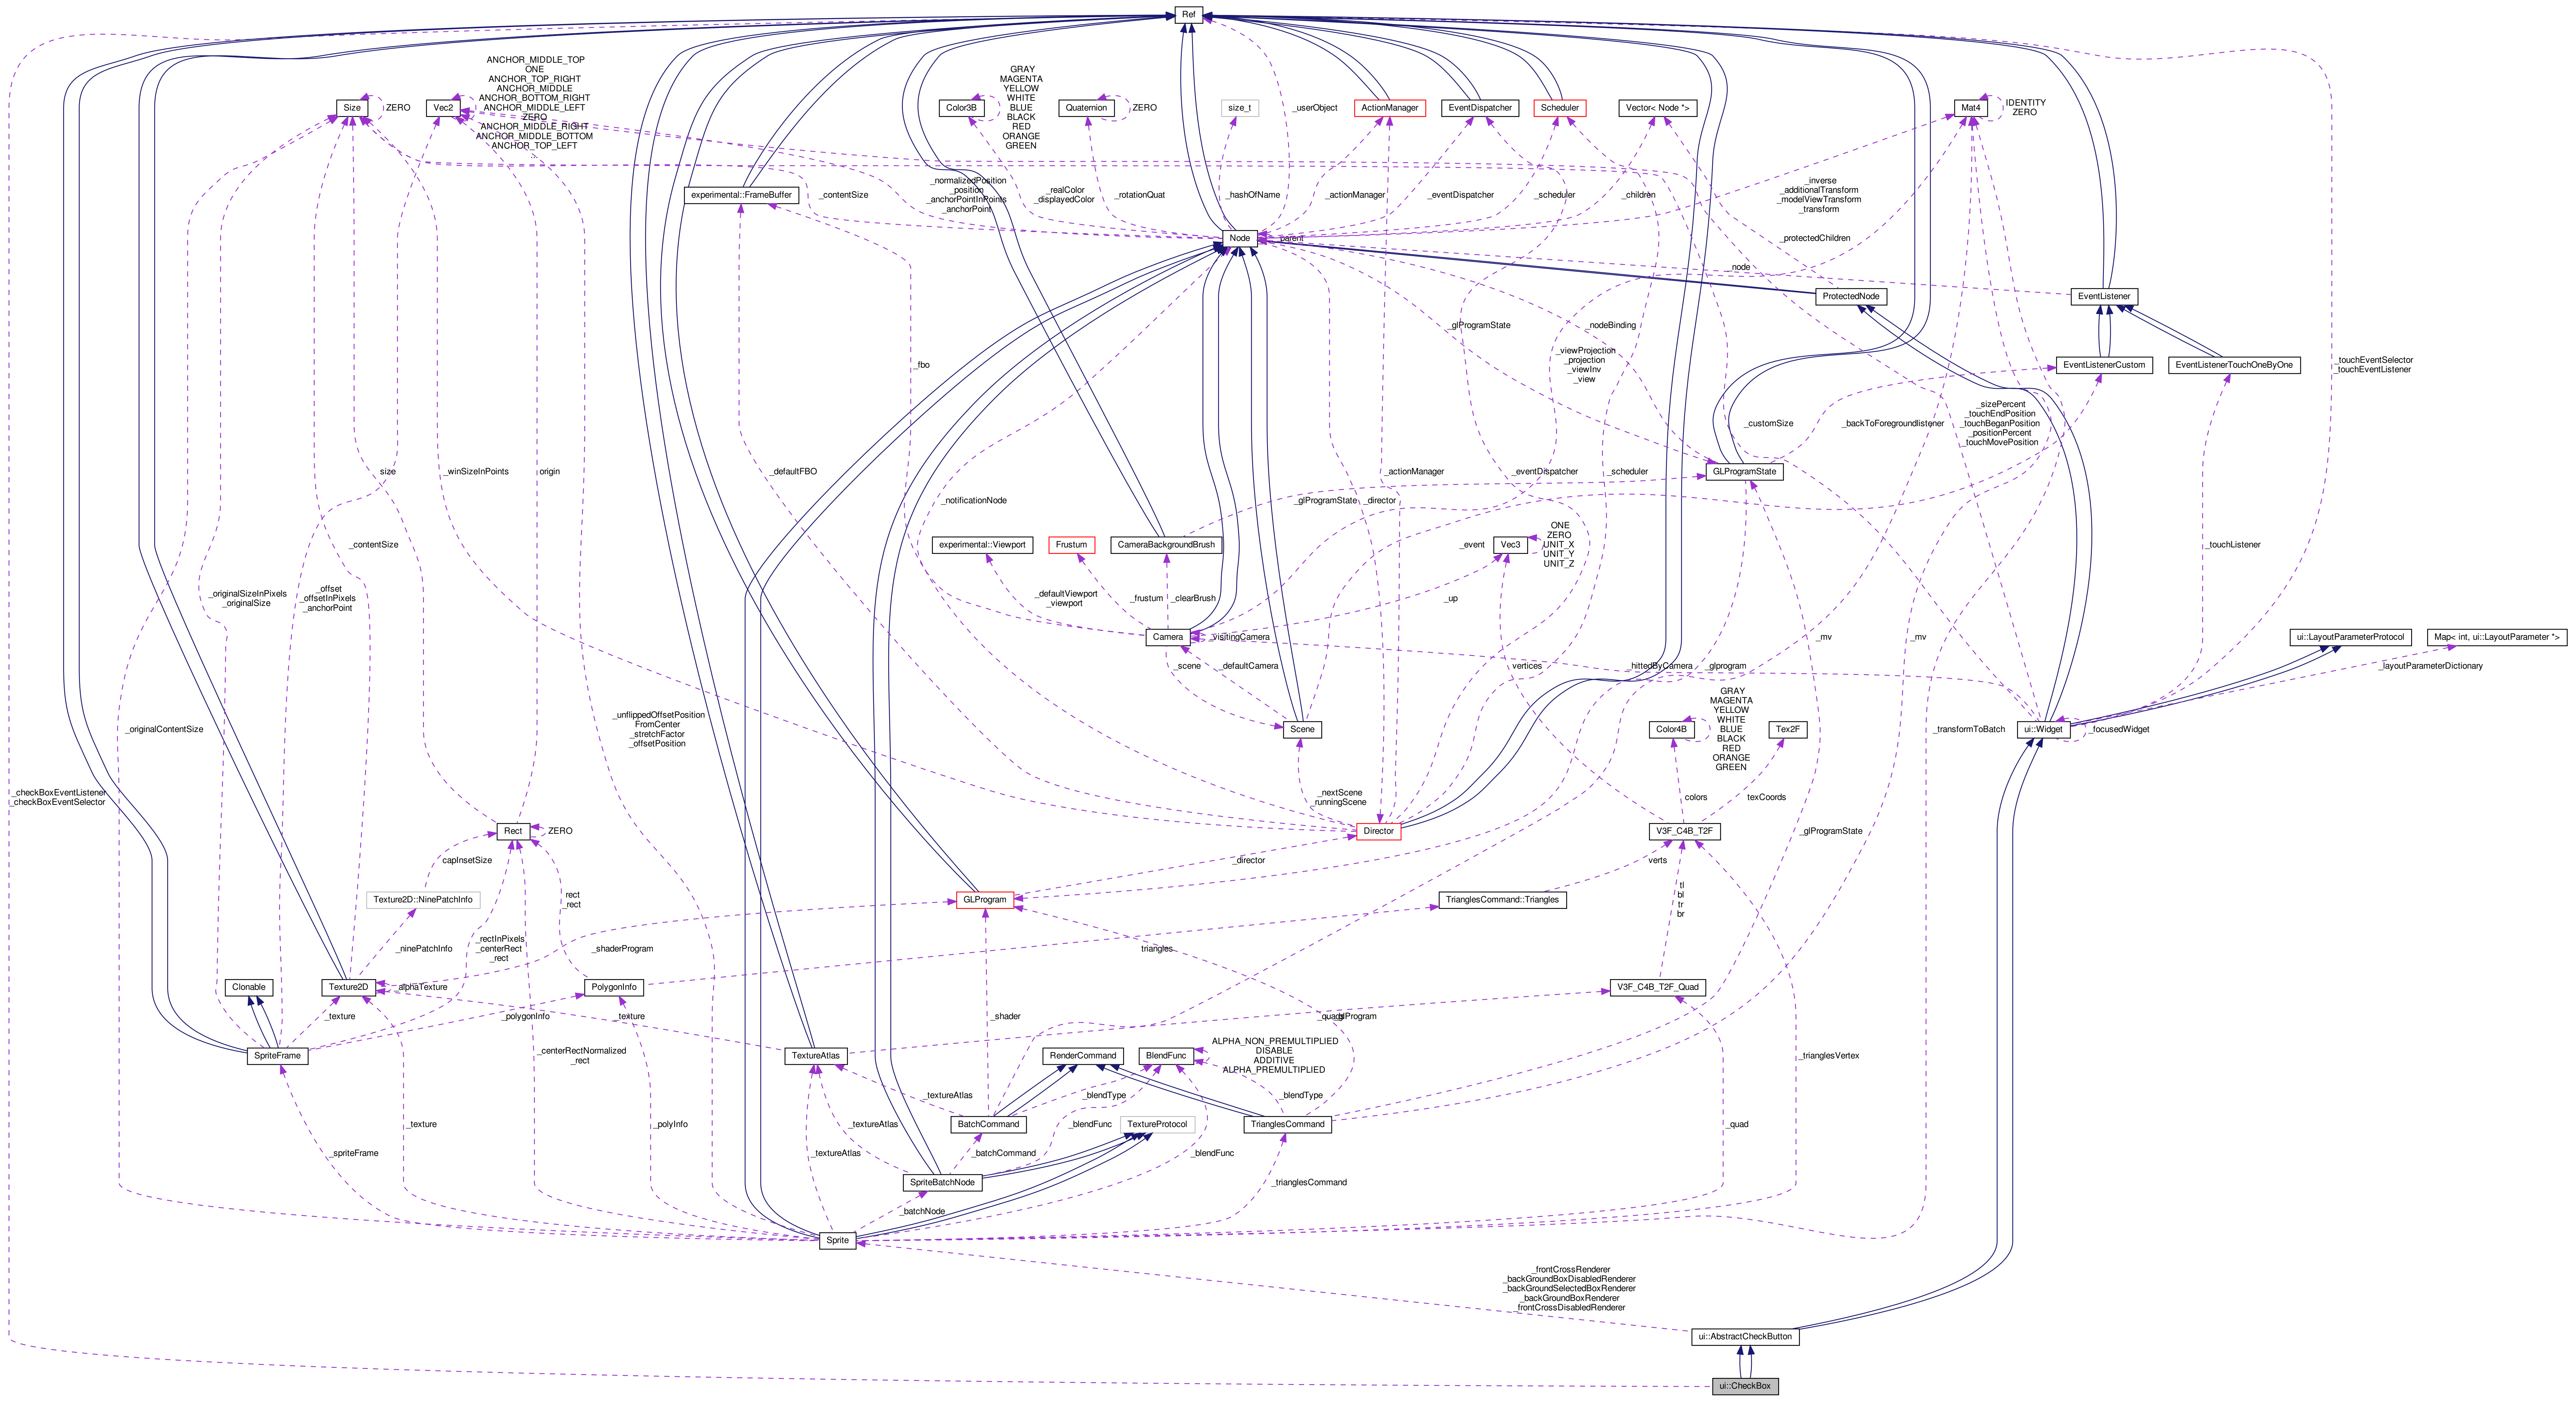 Ref
ANCHOR_MIDDLE_TOP
ONE
ANCHOR_TOP_RIGHT
ANCHOR_MIDDLE
ANCHOR_BOTTOM_RIGHT
ANCHOR_MIDDLE_LEFT
ZERO
ANCHOR_MIDDLE_RIGHT
ANCHOR_MIDDLE_BOTTOM
ANCHOR_TOP_LEFT
GRAY
MAGENTA
YELLOW
WHITE
BLUE
BLACK
RED
ORANGE
GREEN
Size
ZERO
Vec2
Color3B
Quaternion
ZERO
size_t
_userObject
ActionManager
EventDispatcher
Scheduler
Vector< Node *>
Mat4
IDENTITY
ZERO
experimental::FrameBuffer
_contentSize
_normalizedPosition
_position
_anchorPointInPoints
_anchorPoint
_realColor
_displayedColor
_rotationQuat
_hashOfName
_actionManager
_eventDispatcher
_scheduler
_children
_inverse
_additionalTransform
_modelViewTransform
_transform
Node
_parent
_protectedChildren
_node
ProtectedNode
EventListener
_glProgramState
_nodeBinding
_fbo
_viewProjection
_projection
_viewInv
_view
EventListenerCustom
EventListenerTouchOneByOne
_touchEventSelector
_touchEventListener
_customSize
_backToForegroundlistener
_sizePercent
_touchEndPosition
_touchBeganPosition
_positionPercent
_touchMovePosition
size
_winSizeInPoints
origin
_defaultFBO
_notificationNode
_glProgramState
_director
_actionManager
_eventDispatcher
_scheduler
GLProgramState
_contentSize
experimental::Viewport
Frustum
CameraBackgroundBrush
_event
Vec3
ONE
ZERO
UNIT_X
UNIT_Y
UNIT_Z
_touchListener
_originalSizeInPixels
_originalSize
_offset
_offsetInPixels
_anchorPoint
_defaultViewport
_viewport
_frustum
_clearBrush
_up
Camera
_visitingCamera
_mv
_mv
ui::LayoutParameterProtocol
Map< int, ui::LayoutParameter *>
_scene
_defaultCamera
vertices
_hittedByCamera
_glprogram
_layoutParameterDictionary
_originalContentSize
_unflippedOffsetPosition
FromCenter
_stretchFactor
_offsetPosition
Scene
Color4B
GRAY
MAGENTA
YELLOW
WHITE
BLUE
BLACK
RED
ORANGE
GREEN
Tex2F
_transformToBatch
ui::Widget
_focusedWidget
_checkBoxEventListener
_checkBoxEventSelector
_nextScene
_runningScene
colors
texCoords
Rect
ZERO
Director
V3F_C4B_T2F
_glProgramState
capInsetSize
_director
verts
Texture2D::NinePatchInfo
rect
_rect
GLProgram
TrianglesCommand::Triangles
tl
bl
tr
br
_ninePatchInfo
_rectInPixels
_centerRect
_rect
_shaderProgram
triangles
Clonable
Texture2D
_alphaTexture
PolygonInfo
V3F_C4B_T2F_Quad
_texture
_polygonInfo
_texture
_shader
_quads
_glProgram
SpriteFrame
_centerRectNormalized
_rect
TextureAtlas
RenderCommand
BlendFunc
ALPHA_NON_PREMULTIPLIED
DISABLE
ADDITIVE
ALPHA_PREMULTIPLIED
_trianglesVertex
_textureAtlas
_blendType
_blendType
_texture
_polyInfo
_textureAtlas
BatchCommand
_blendFunc
TextureProtocol
TrianglesCommand
_quad
_spriteFrame
_textureAtlas
_batchCommand
_blendFunc
SpriteBatchNode
_trianglesCommand
_batchNode
Sprite
_frontCrossRenderer
_backGroundBoxDisabledRenderer
_backGroundSelectedBoxRenderer
_backGroundBoxRenderer
_frontCrossDisabledRenderer
ui::AbstractCheckButton
ui::CheckBox